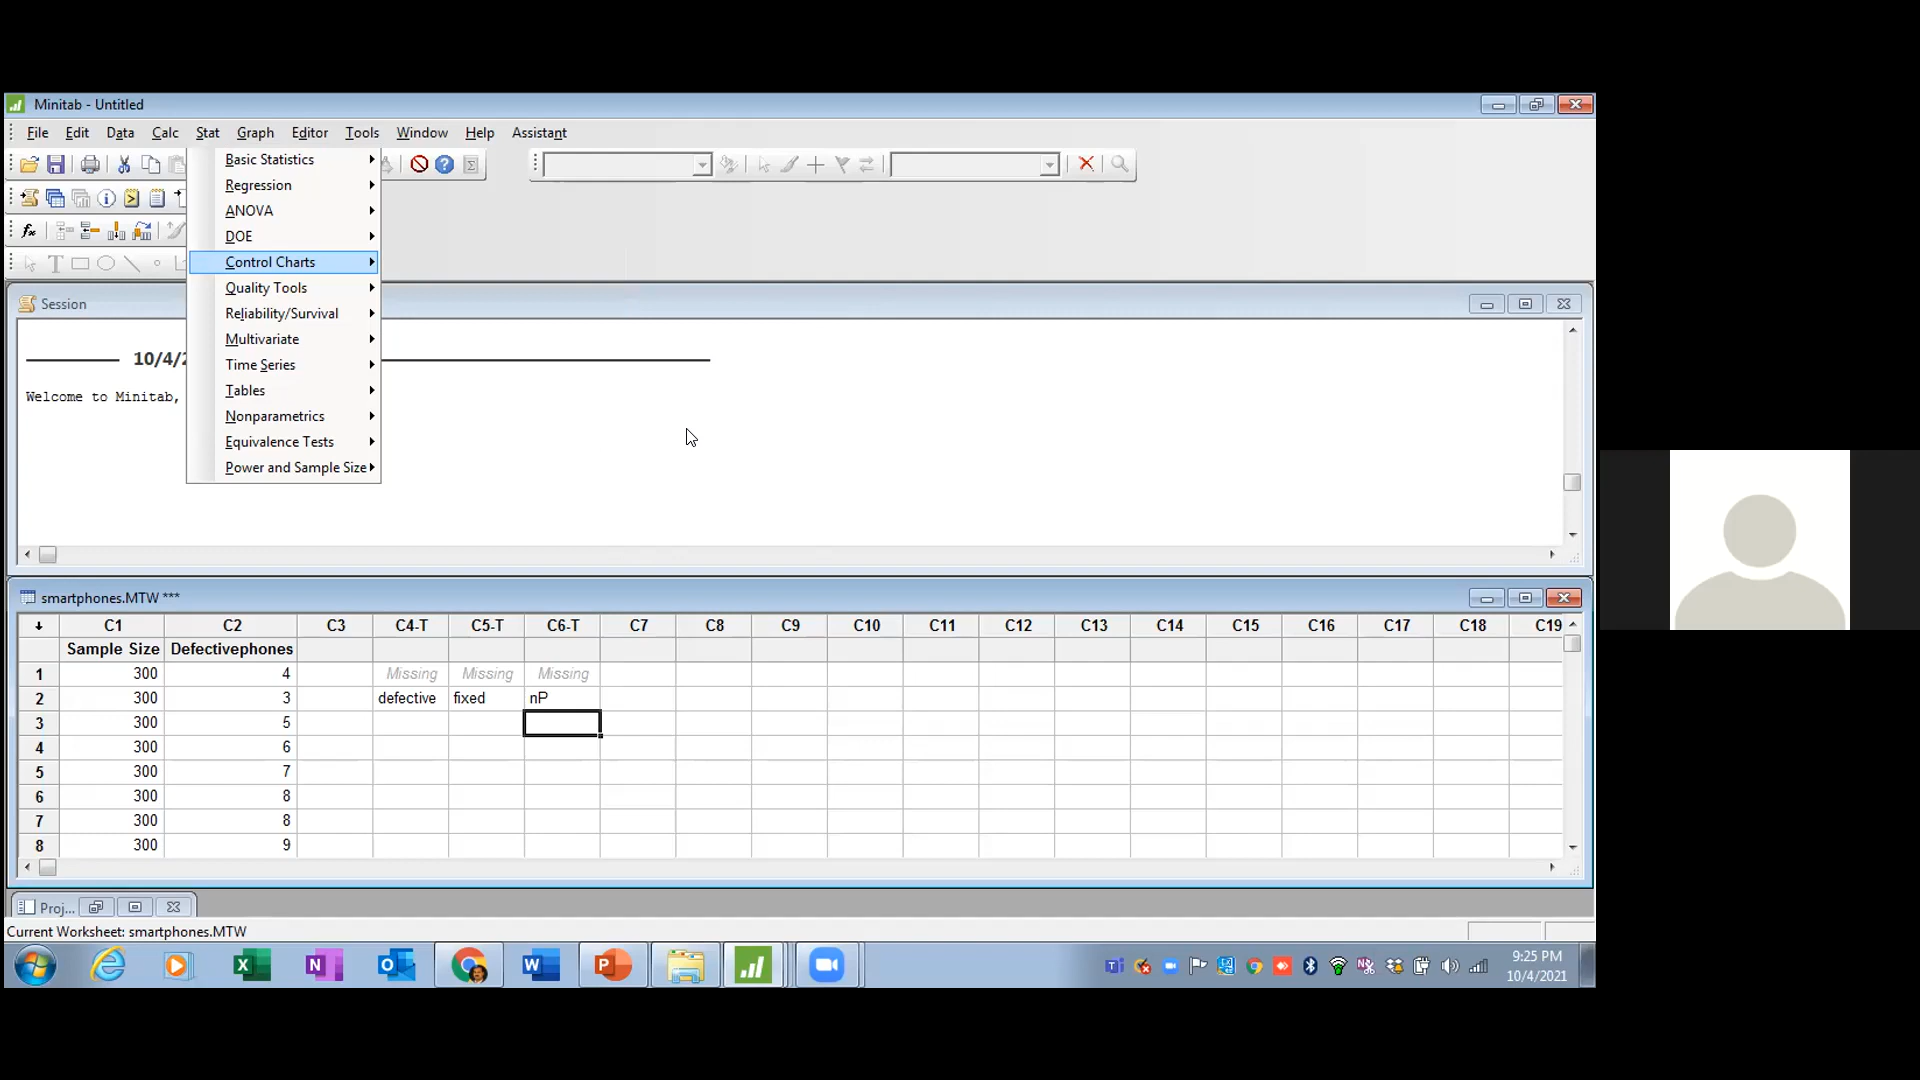 Minitab - Untitled
File Edit Data Calc Stat Graph Editor Tools Window Help Assistant
Basic Statistics
Regression
ANOVA
DOE
Control Charts
Quality Tools
Reliability/Survival
Multivariate
Time Series
Tables
Nonparametrics
Equivalence Tests
Power and Sample Size
Session
10/4/2
Welcome to Minitab,
smartphones.MTW ***
C1 C2 C3 C4-T C5-T C6-T C7 C8 C9 C10 C11 C12 C13 C14 C15 C16 C17 C18 C19
Sample Size Defectivephones
1 300 4 Missing Missing Missing
2 300 3 defective fixed nP
3 300 5
4 300 6
5 300 7
6 300 8
7 300 8
8 300 9
Proj...
Current Worksheet: smartphones.MTW
9:25 PM
10/4/2021